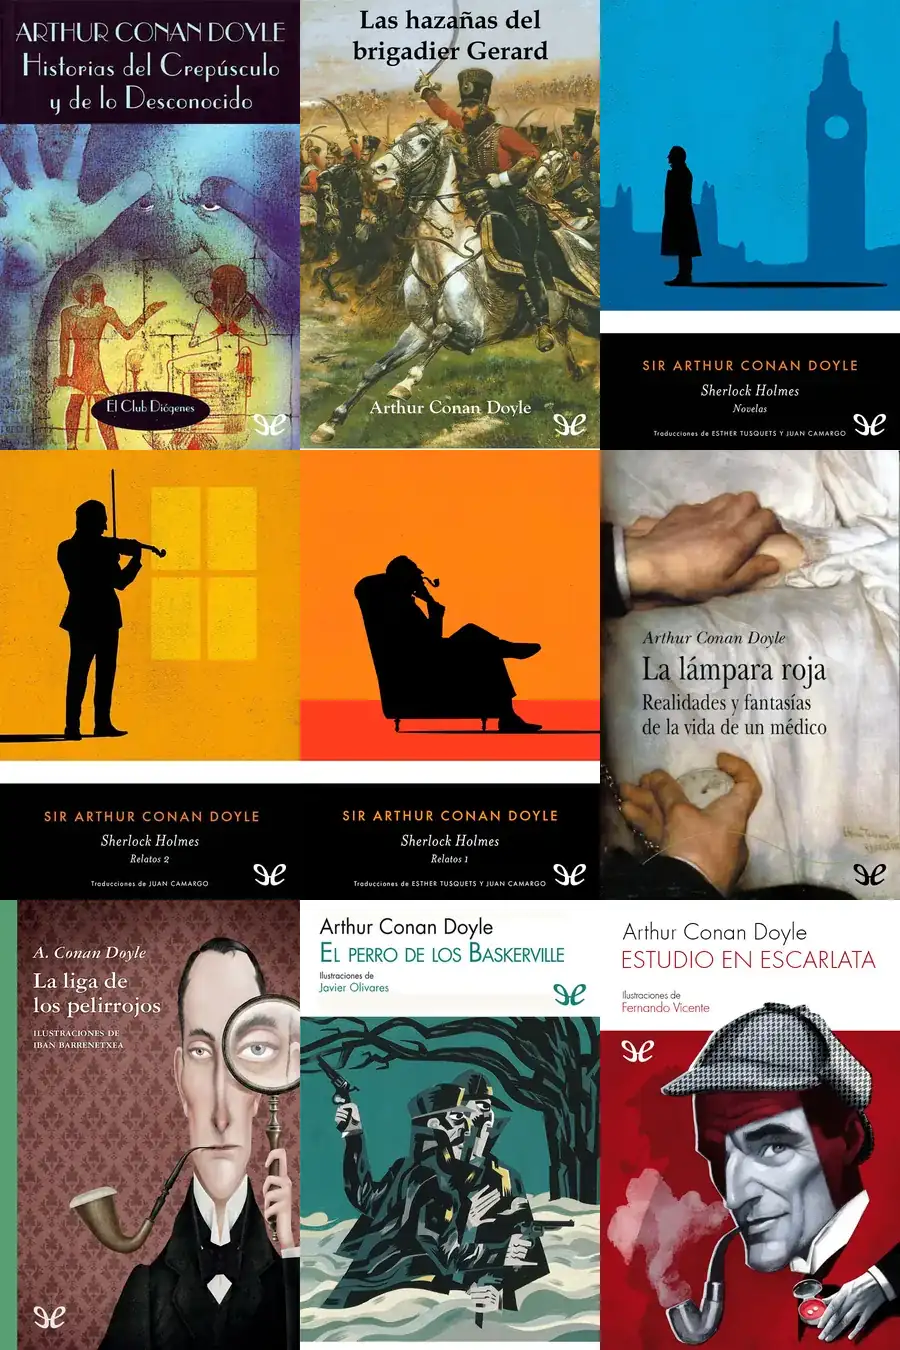 ARTHUR CONAN DOYLE
Historias del Crepúsculo
y de lo Desconocido
El Club Diógenes
Las hazañas del
brigadier Gerard
Arthur Conan Doyle
SIR ARTHUR CONAN DOYLE
Sherlock Holmes
Novelas
Traducciones de ESTHER TUSQUETS Y JUAN CAMARGO
SIR ARTHUR CONAN DOYLE
Sherlock Holmes
Relatos 2
Traducciones de JUAN CAMARGO
SIR ARTHUR CONAN DOYLE
Sherlock Holmes
Relatos 1
Traducciones de ESTHER TUSQUETS Y JUAN CAMARGO
Arthur Conan Doyle
La lámpara roja
Realidades y fantasías
de la vida de un médico
A. Conan Doyle
La liga de
los pelirrojos
ILUSTRACIONES DE
IBAN BARRENETXEA
Arthur Conan Doyle
EL PERRO DE LOS BASKERVILLE
Ilustraciones de
Javier Olivares
Arthur Conan Doyle
ESTUDIO EN ESCARLATA
Ilustraciones de
Fernando Vicente